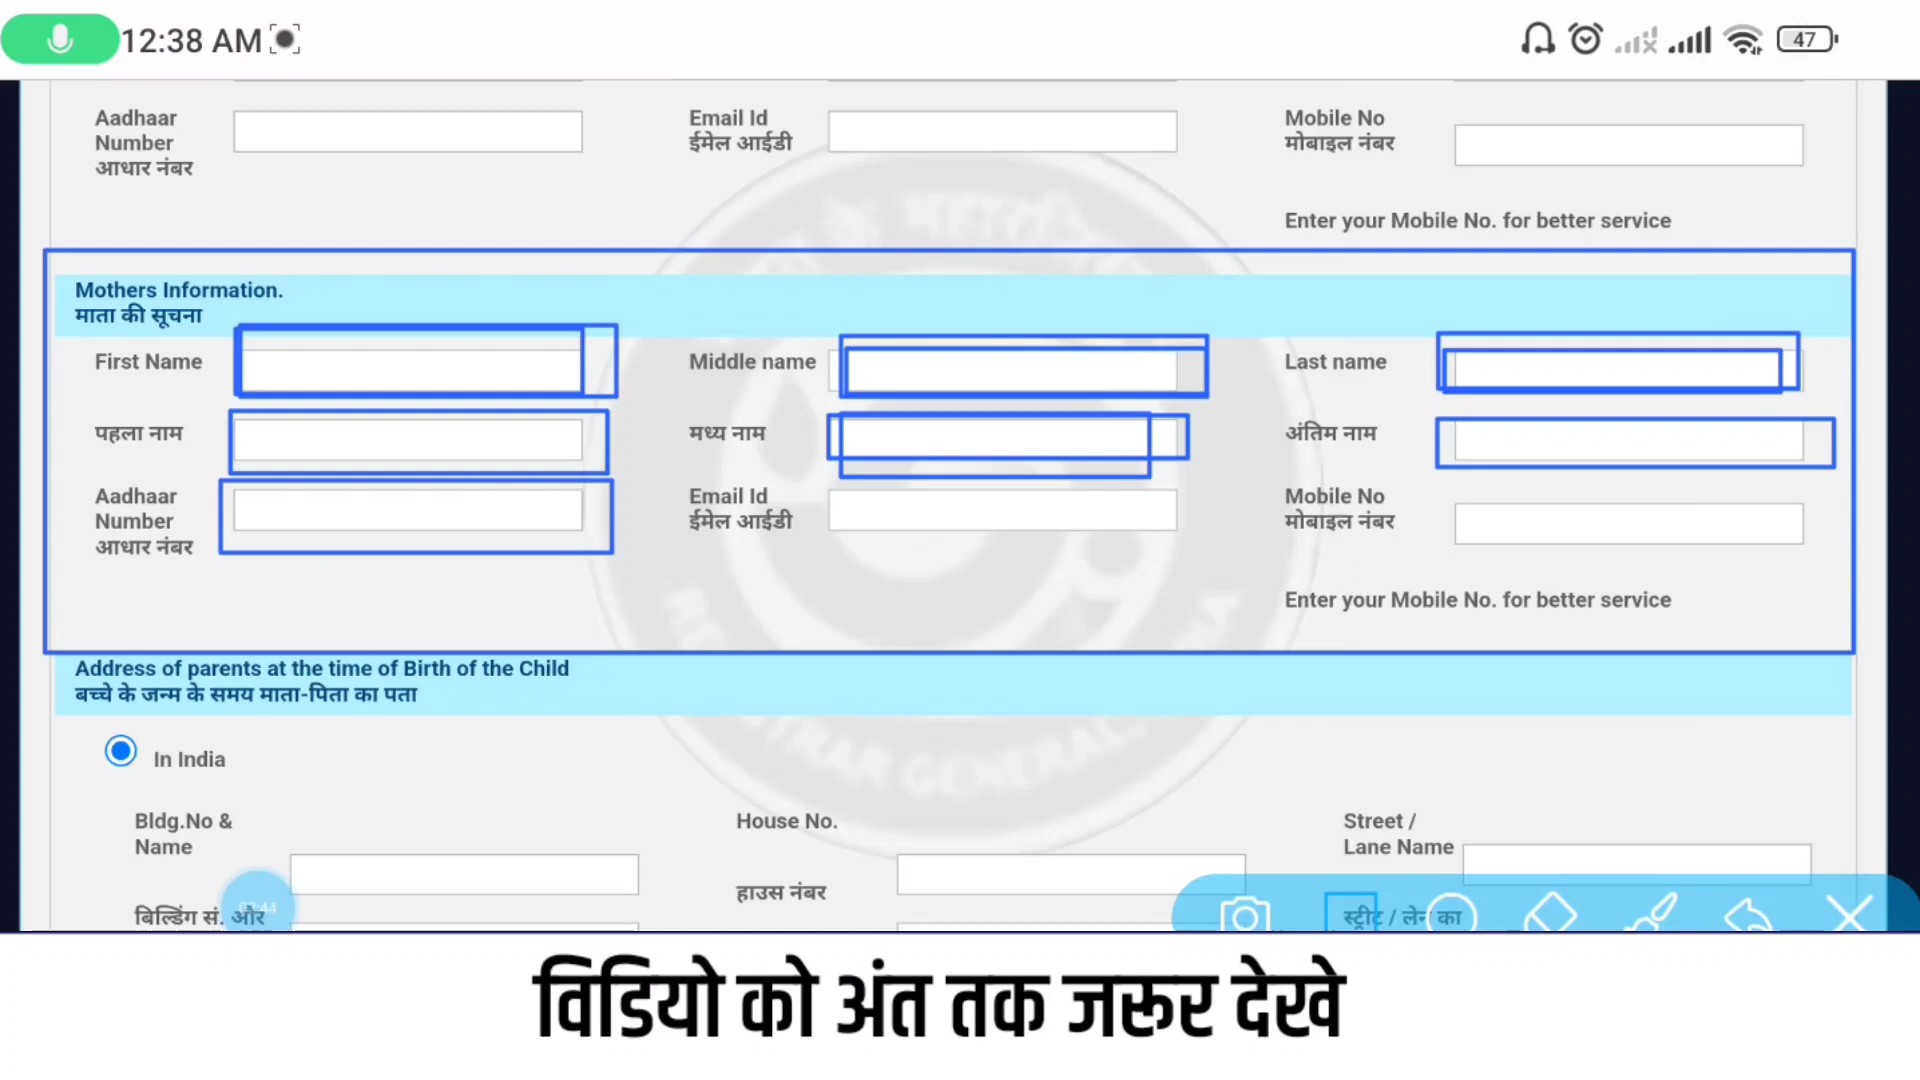 12:38 AM
47
Aadhaar Number आधार नंबर
Email Id ईमेल आईडी
Mobile No मोबाइल नंबर
Enter your Mobile No. for better service
Mothers Information.
माता की सूचना
First Name
Middle name
Last name
पहला नाम
मध्य नाम
अंतिम नाम
Aadhaar Number आधार नंबर
Email Id ईमेल आईडी
Mobile No मोबाइल नंबर
Enter your Mobile No. for better service
Address of parents at the time of Birth of the Child
बच्चे के जन्म के समय माता-पिता का पता
In India
Bldg.No & Name
House No.
Street / Lane Name
हाउस नंबर
बिल्डिंग सं. और
स्ट्रीट / लेन का
विडियो को अंत तक जरूर देखे